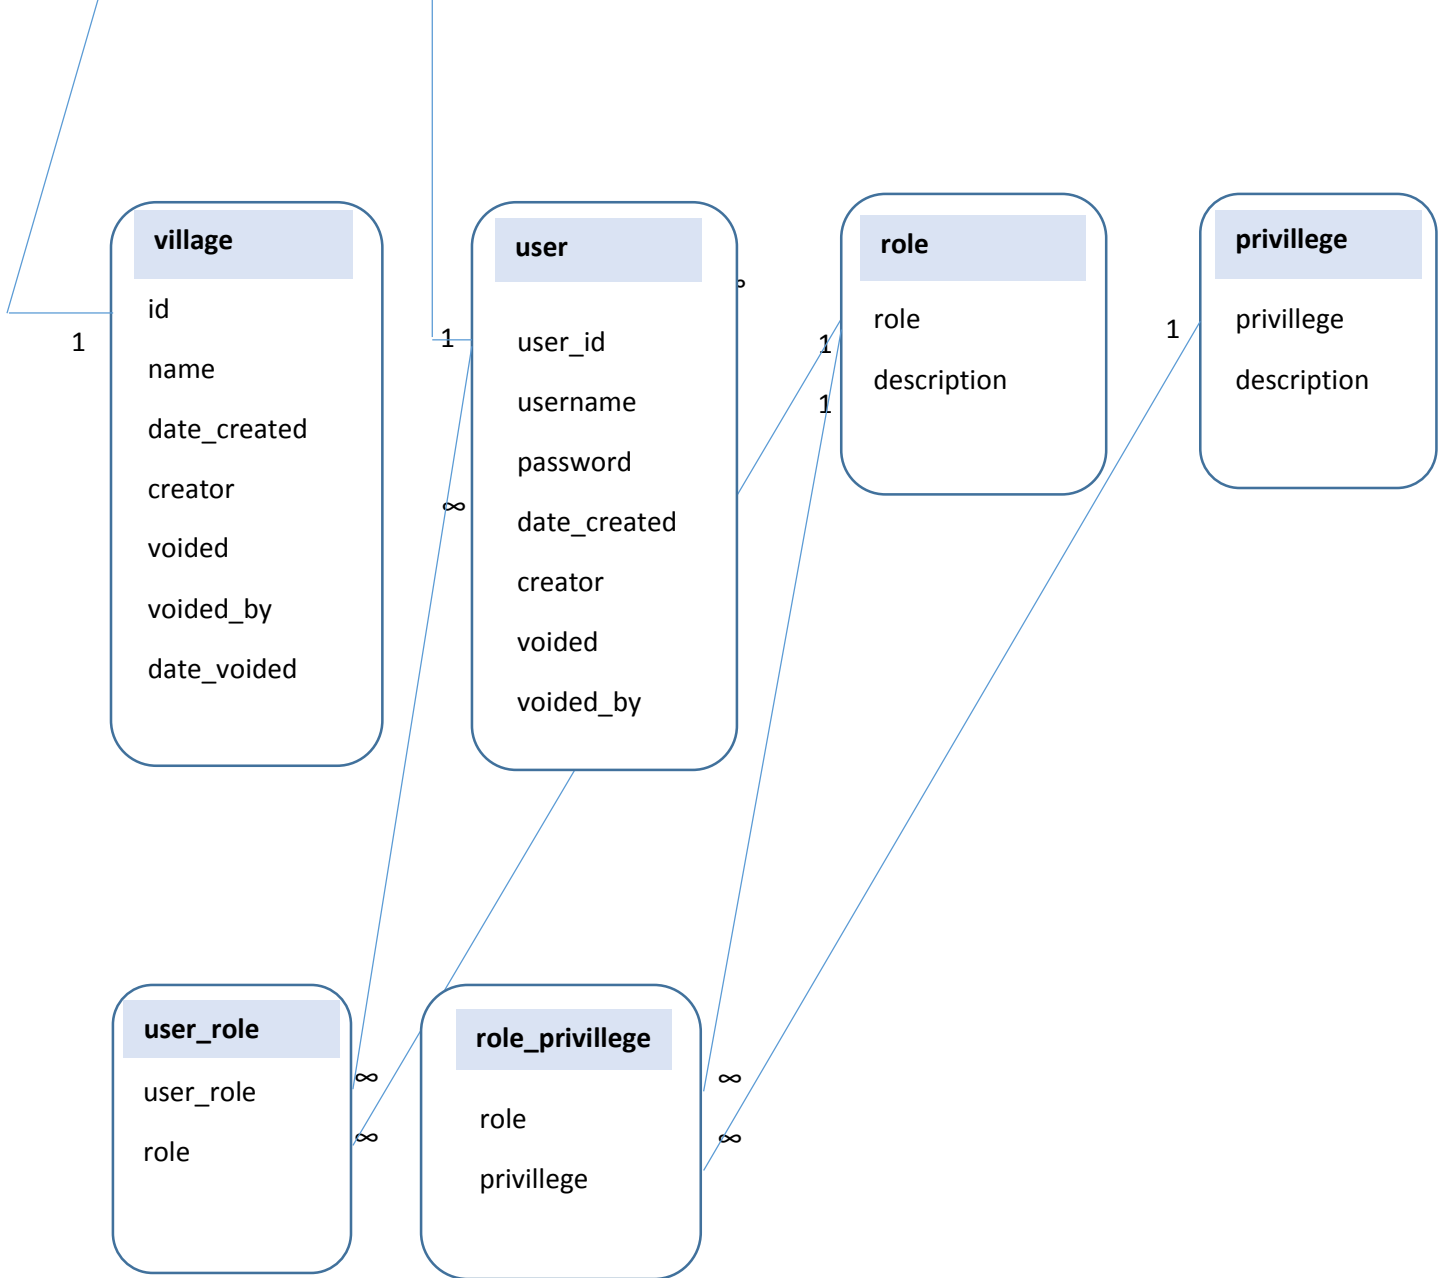 village
id
name
date_created
creator
voided
voided_by
date_voided
1
user
user_id
username
password
date_created
creator
voided
voided_by
1
∞
role
role
description
1
1
privillege
privillege
description
1
user_role
user_role
role
∞
∞
role_privillege
role
privillege
∞
∞